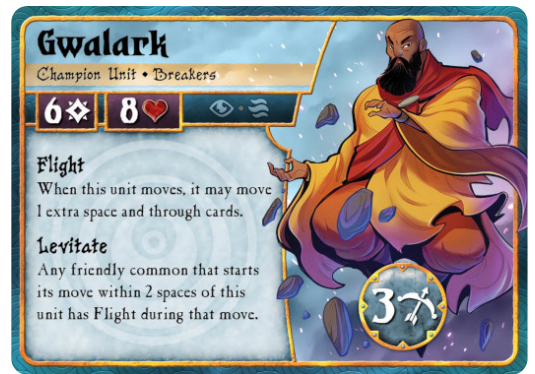 Gwalark
Champion Unit • Breakers
6 8
Flight
When this unit moves, it may move
1 extra space and through cards.
Levitate
Any friendly common that starts
its move within 2 spaces of this
unit has Flight during that move.
3